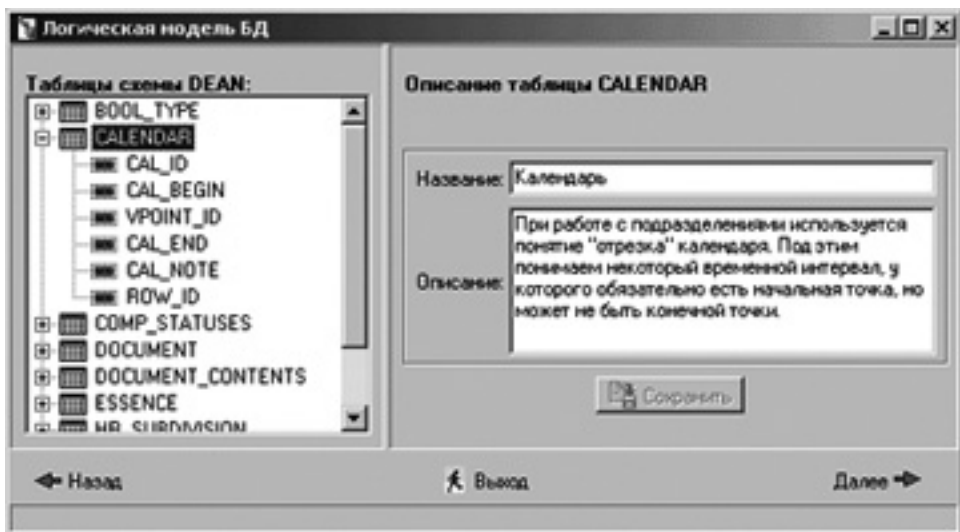 Логическая модель БД
Таблицы схемы DEAN:
BOOL_TYPE
CALENDAR
CAL_ID
CAL_BEGIN
VPOINT_ID
CAL_END
CAL_NOTE
ROW_ID
COMP_STATUSES
DOCUMENT
DOCUMENT_CONTENTS
ESSENCE
HR_SUBDIVISION
Описание таблицы CALENDAR
Название: Календарь
Описание:
При работе с подразделениями используется
понятие "отрезка" календаря. Под этим
понимаем некоторый временной интервал, у
которого обязательно есть начальная точка, но
может не быть конечной точки.
Сохранить
Назад
Выход
Далее